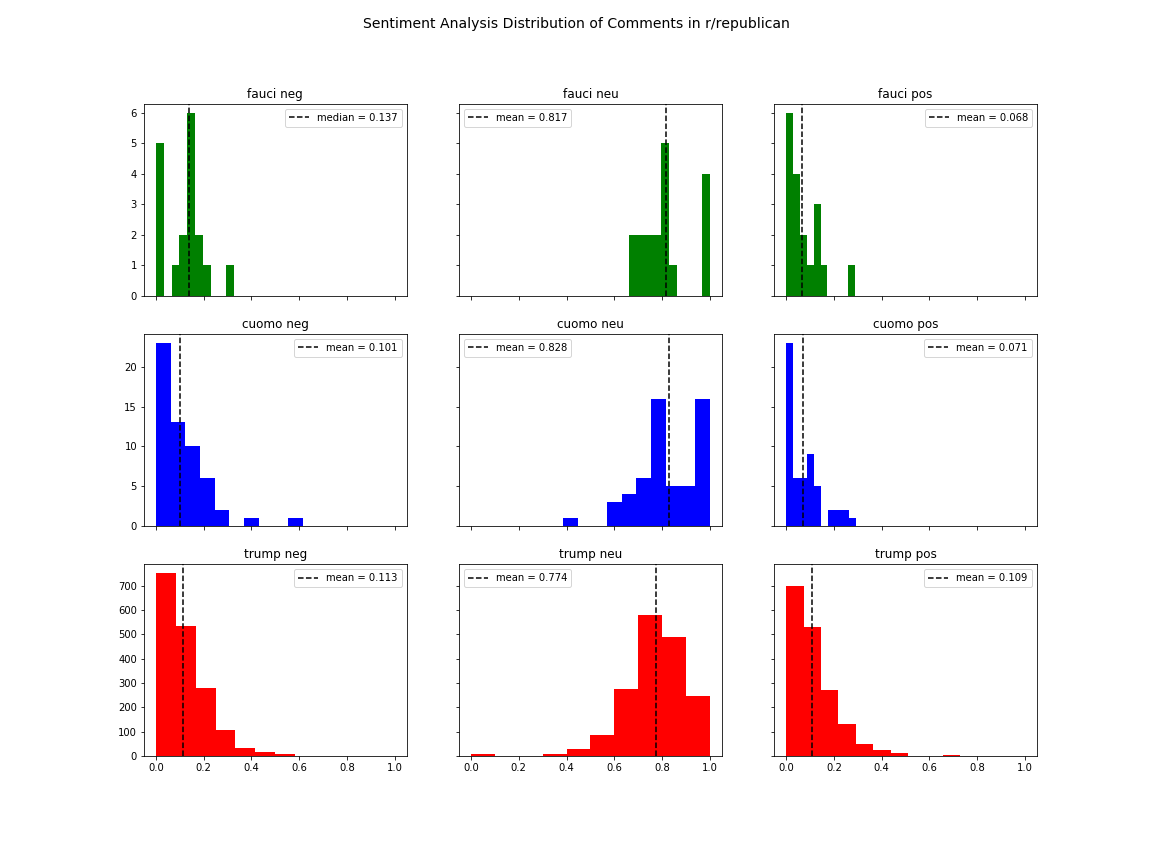 Sentiment Analysis Distribution of Comments in r/republican
fauci neg
fauci neu
fauci pos
median = 0.137
mean = 0.817
mean = 0.068
6
5
4
3
2
1
0
cuomo neg
cuomo neu
cuomo pos
mean = 0.101
mean = 0.828
mean = 0.071
20
15
10
5
0
trump neg
trump neu
trump pos
mean = 0.113
mean = 0.774
mean = 0.109
700
600
500
400
300
200
100
0
0.0 0.2 0.4 0.6 0.8 1.0
0.0 0.2 0.4 0.6 0.8 1.0
0.0 0.2 0.4 0.6 0.8 1.0